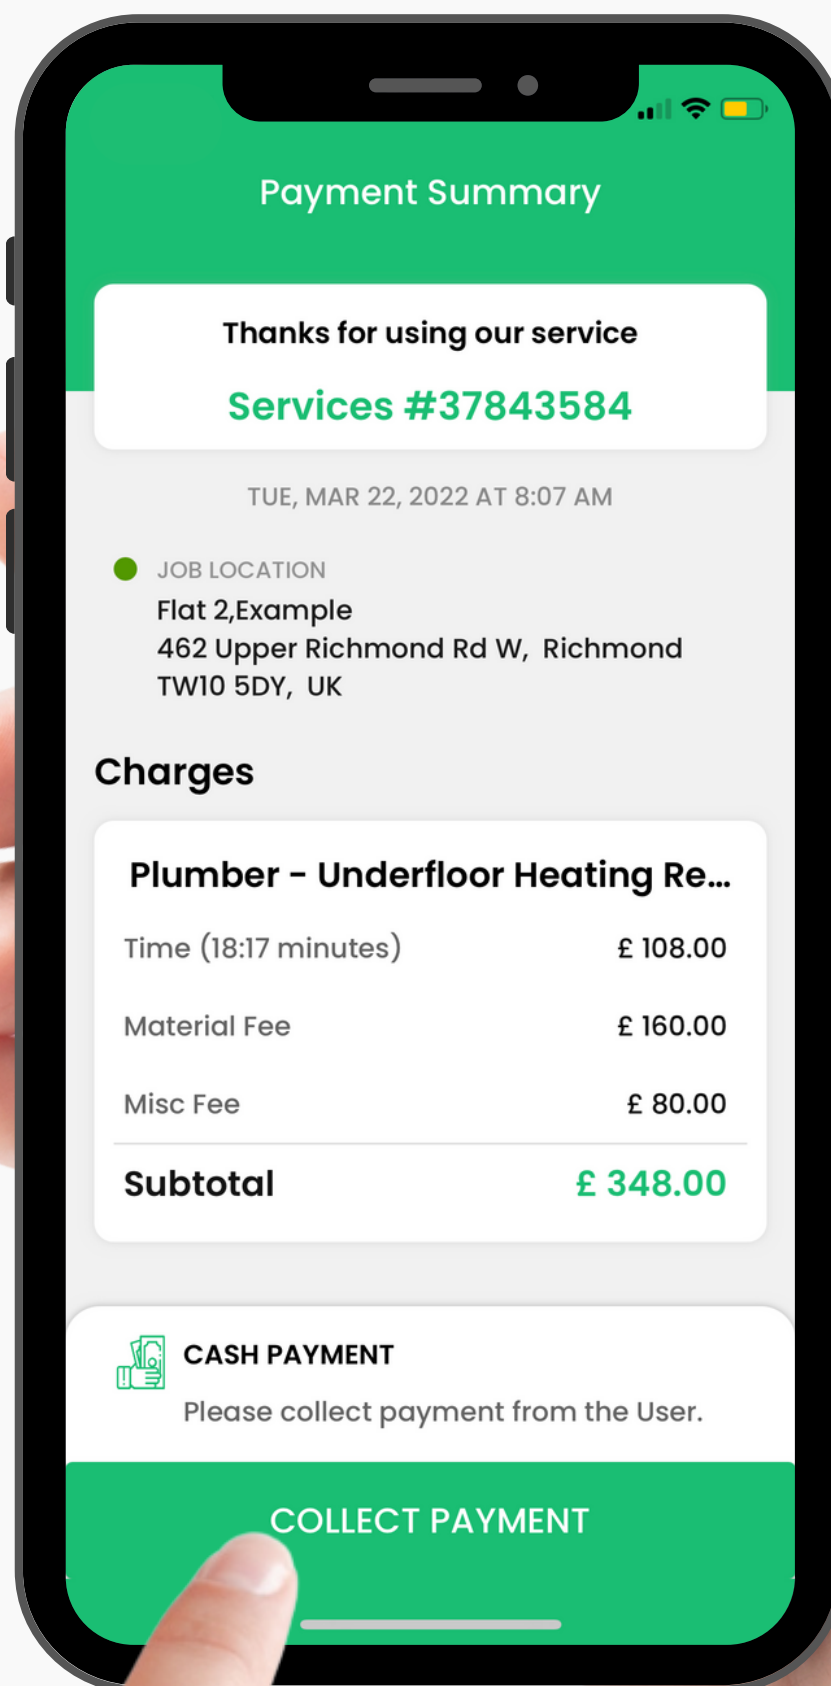 Payment Summary
Thanks for using our service
Services #37843584
TUE, MAR 22, 2022 AT 8:07 AM
JOB LOCATION
Flat 2,Example
462 Upper Richmond Rd W, Richmond
TW10 5DY, UK
Charges
Plumber - Underfloor Heating Re...
Time (18:17 minutes) £ 108.00
Material Fee £ 160.00
Misc Fee £ 80.00
Subtotal £ 348.00
CASH PAYMENT
Please collect payment from the User.
COLLECT PAYMENT